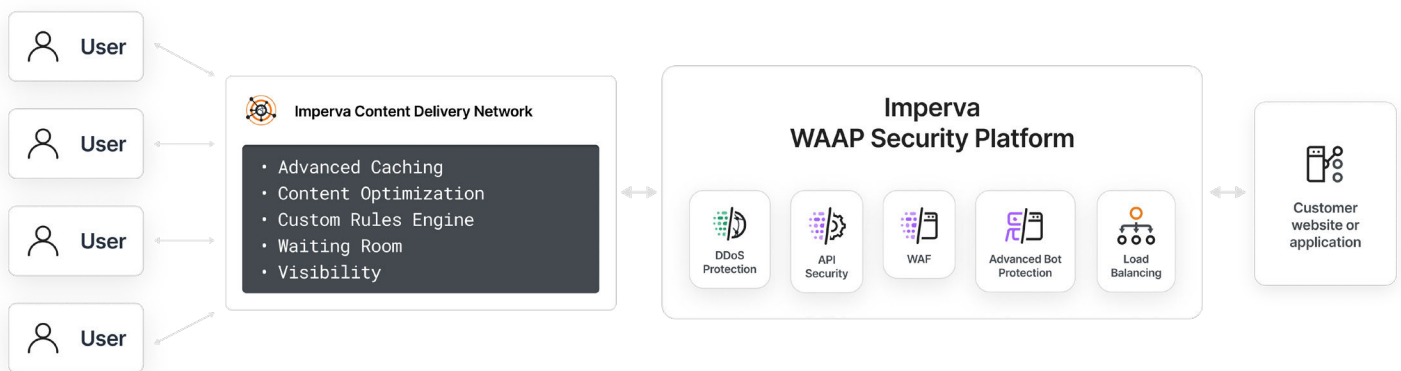 User
User
User
User
Imperva Content Delivery Network
• Advanced Caching
• Content Optimization
• Custom Rules Engine
• Waiting Room
• Visibility
Imperva
WAAP Security Platform
DDoS
Protection
API
Security
WAF
Advanced Bot
Protection
Load
Balancing
Customer
website or
application